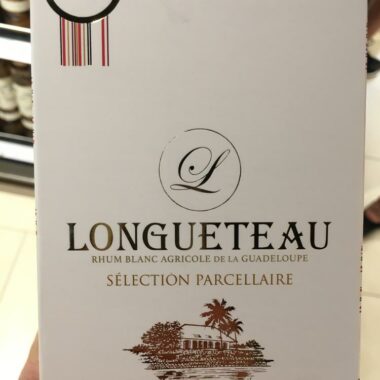 L
LONGUETEAU
RHUM BLANC AGRICOLE DE LA GUADELOUPE
SÉLECTION PARCELLAIRE